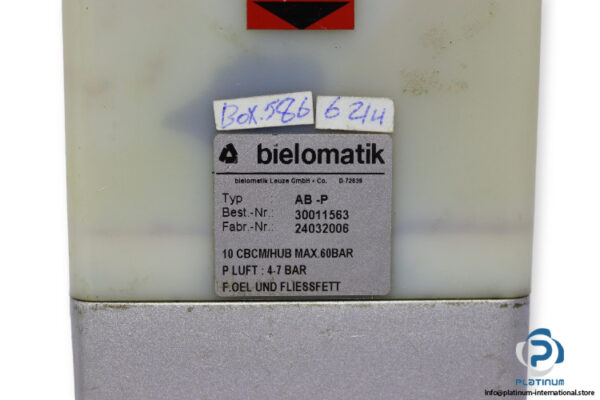 Box.586 6214
bielomatik
bielomatik Leuze GmbH + Co. D-72639
Typ AB -P
Best.-Nr.: 30011563
Fabr.-Nr.: 24032006
10 CBCM/HUB MAX.60BAR
P LUFT : 4-7 BAR
F.OEL UND FLIESSFETT
PLATINUM
Info@platinum-international.store